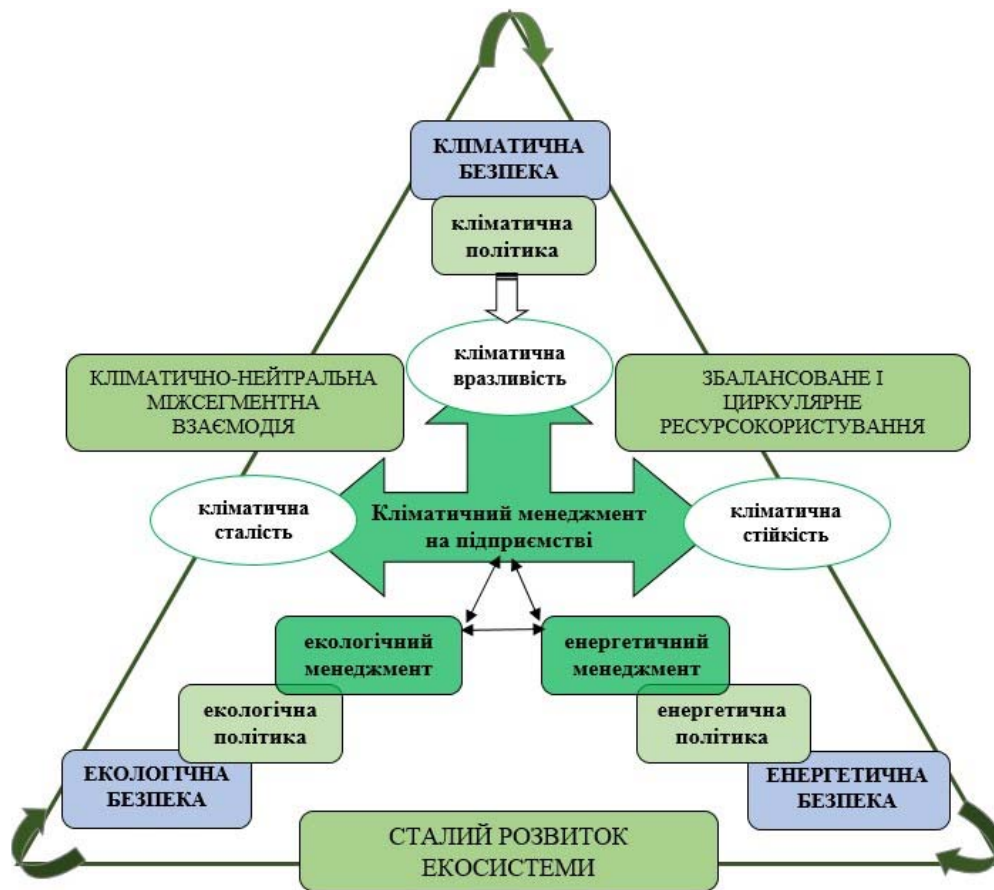 КЛІМАТИЧНА
БЕЗПЕКА
кліматична
політика
кліматична
вразливість
КЛІМАТИЧНО-НЕЙТРАЛЬНА
МІЖСЕГМЕНТНА
ВЗАЄМОДІЯ
ЗБАЛАНСОВАНЕ І
ЦИРКУЛЯРНЕ
РЕСУРСОКОРИСТУВАННЯ
кліматична
сталість
Кліматичний менеджмент
на підприємстві
кліматична
стійкість
екологічний
менеджмент
енергетичний
менеджмент
екологічна
політика
енергетична
політика
ЕКОЛОГІЧНА
БЕЗПЕКА
ЕНЕРГЕТИЧНА
БЕЗПЕКА
СТАЛИЙ РОЗВИТОК
ЕКОСИСТЕМИ